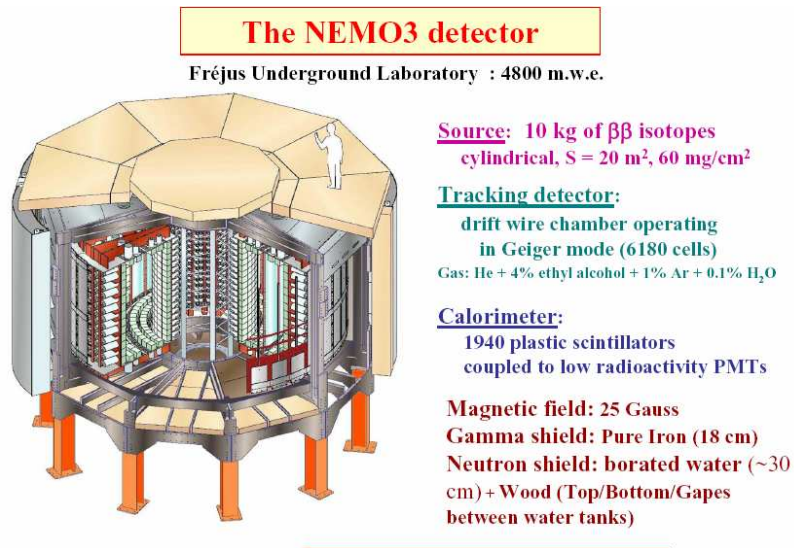 The NEMO3 detector
Fréjus Underground Laboratory : 4800 m.w.e.
Source: 10 kg of ββ isotopes
cylindrical, S = 20 m², 60 mg/cm²
Tracking detector:
drift wire chamber operating
in Geiger mode (6180 cells)
Gas: He + 4% ethyl alcohol + 1% Ar + 0.1% H₂O
Calorimeter:
1940 plastic scintillators
coupled to low radioactivity PMTs
Magnetic field: 25 Gauss
Gamma shield: Pure Iron (18 cm)
Neutron shield: borated water (~30
cm) + Wood (Top/Bottom/Gapes
between water tanks)